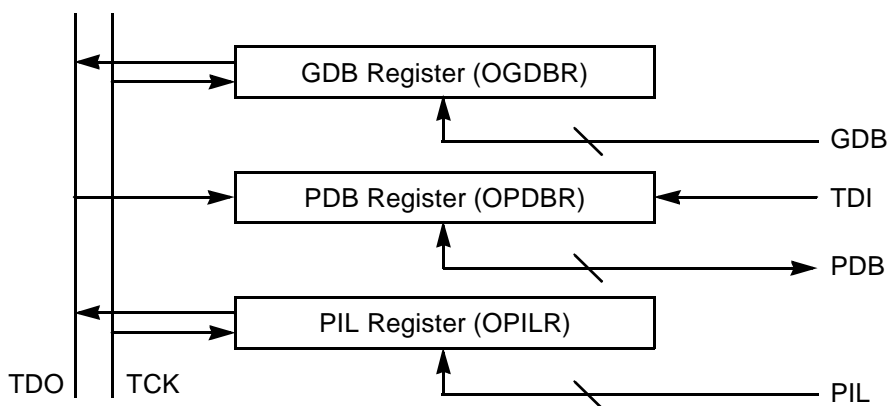 GDB Register (OGDBR)
GDB
PDB Register (OPDBR)
TDI
PDB
PIL Register (OPILR)
TDO
TCK
PIL